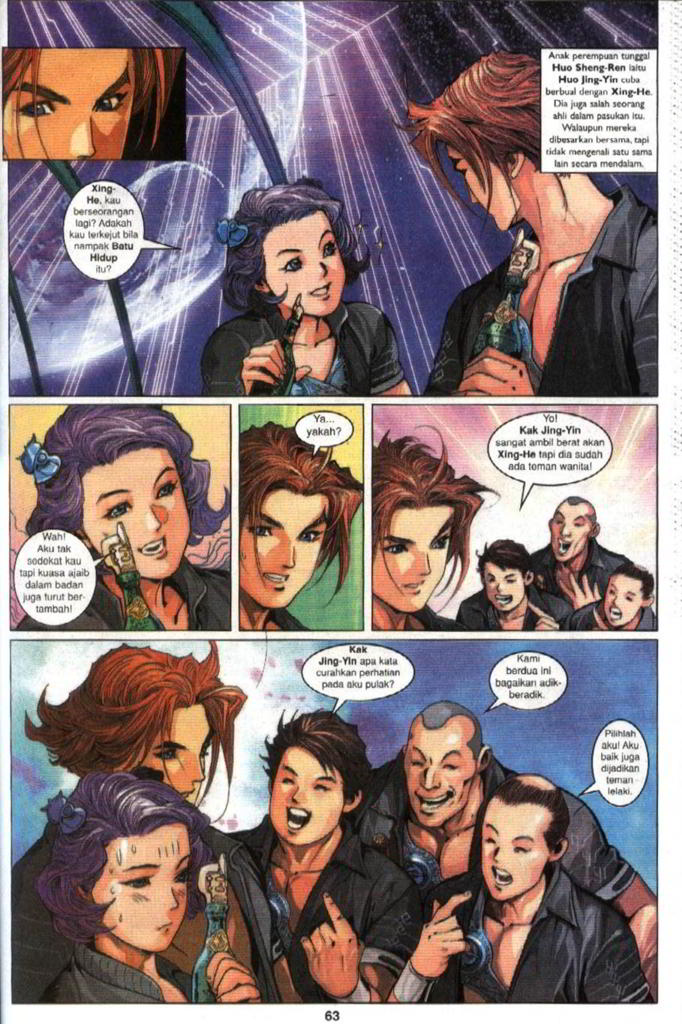 Anak perempuan tunggal
Huo Sheng-Ren iaitu
Huo Jing-Yin cuba
berbual dengan Xing-He.
Dia juga salah seorang
ahli dalam pasukan itu.
Walaupun mereka
dibesarkan bersama, tapi
tidak mengenali satu sama
lain secara mendalam.
Xing-
He, kau
berseorangan
lagi? Adakah
kau terkejut bila
nampak Batu
Hidup
itu?
Wah!
Aku tak
sedokat kau
tapi kuasa ajaib
dalam badan
juga turut ber-
tambah!
Ya...
yakah?
Yo!
Kak Jing-Yin
sangat ambil berat akan
Xing-He tapi dia sudah
ada teman wanita!
Kak
Jing-Yin apa kata
curahkan perhatian
pada aku pulak?
Kami
berdua ini
bagaikan adik-
beradik.
Pilihlah
aku! Aku
baik juga
dijadikan
teman
lelaki.
63